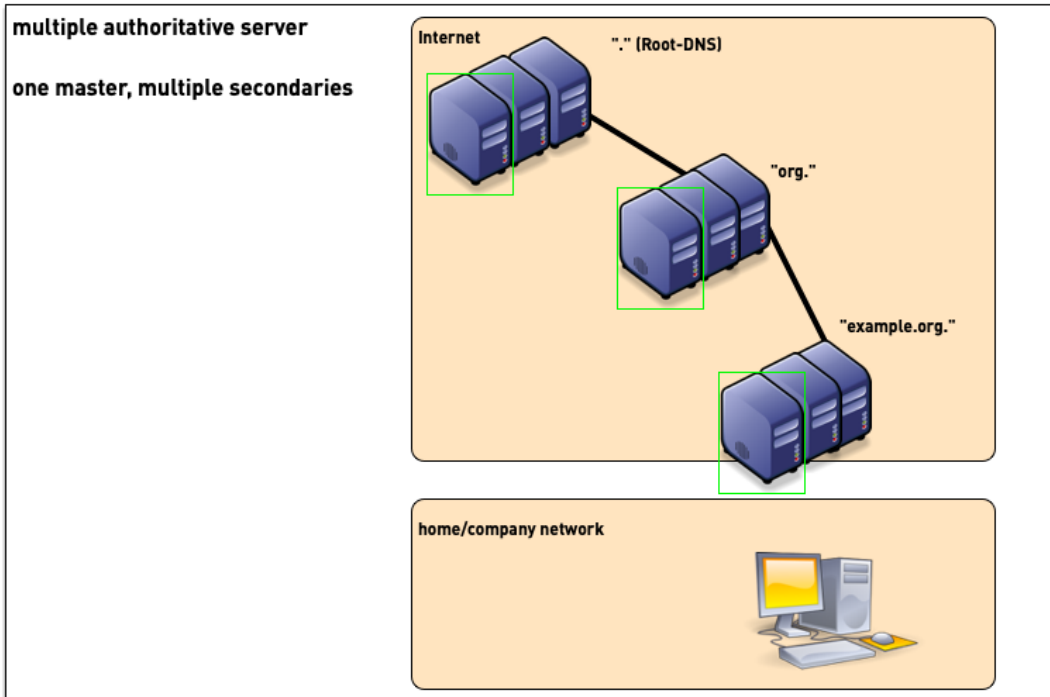 multiple authoritative server
one master, multiple secondaries
Internet
"." (Root-DNS)
"org."
"example.org."
home/company network